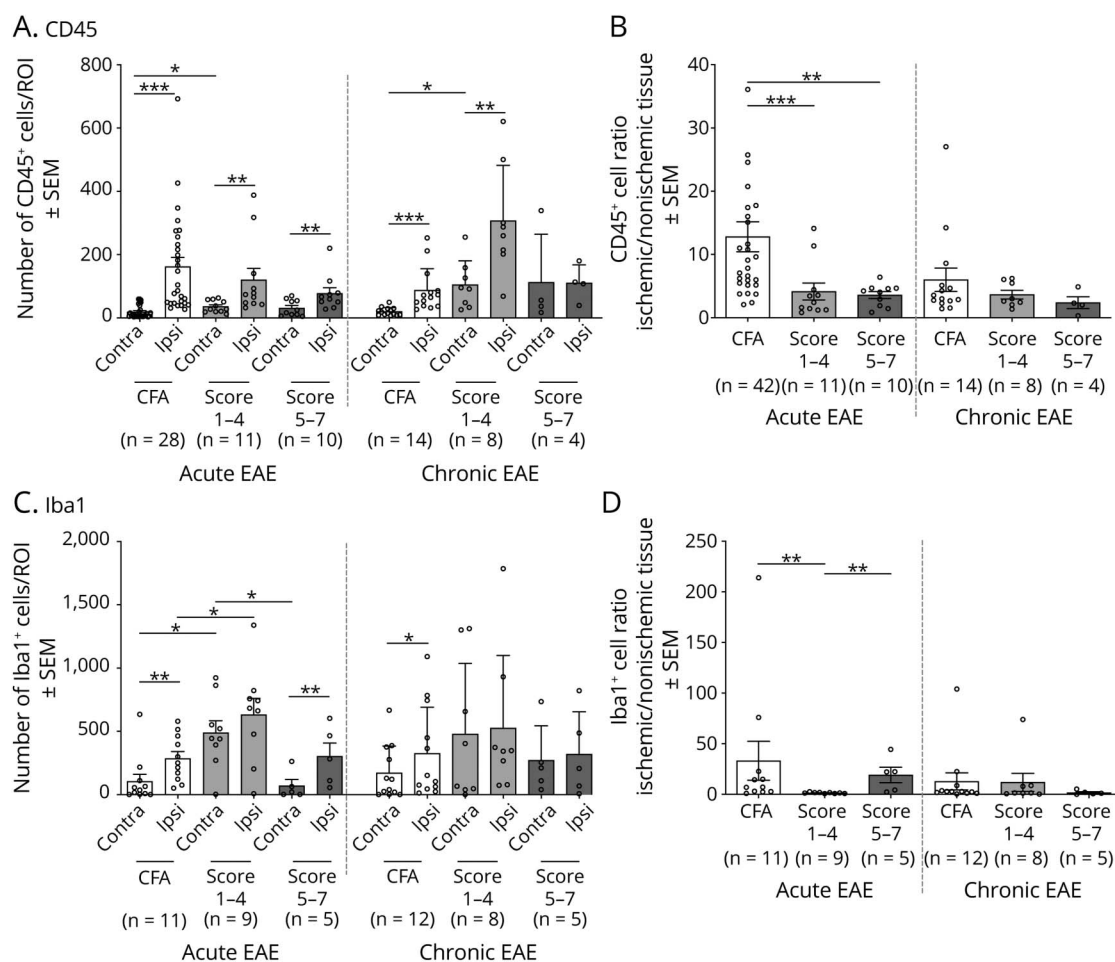 A. CD45
Number of CD45⁺ cells/ROI
± SEM
800
600
400
200
0
*
***
**
**
*
***
**
Contra
Ipsi
Contra
Ipsi
Contra
Ipsi
Contra
Ipsi
Contra
Ipsi
Contra
Ipsi
CFA
Score
1–4
Score
5–7
CFA
Score
1–4
Score
5–7
(n = 28)
(n = 11)
(n = 10)
(n = 14)
(n = 8)
(n = 4)
Acute EAE
Chronic EAE
B
CD45⁺ cell ratio
ischemic/nonischemic tissue
± SEM
40
30
20
10
0
**
***
CFA
Score
1–4
Score
5–7
CFA
Score
1–4
Score
5–7
(n = 42)
(n = 11)
(n = 10)
(n = 14)
(n = 8)
(n = 4)
Acute EAE
Chronic EAE
C. Iba1
Number of Iba1⁺ cells/ROI
± SEM
2,000
1,500
1,000
500
0
*
*
*
**
**
*
Contra
Ipsi
Contra
Ipsi
Contra
Ipsi
Contra
Ipsi
Contra
Ipsi
Contra
Ipsi
CFA
Score
1–4
Score
5–7
CFA
Score
1–4
Score
5–7
(n = 11)
(n = 9)
(n = 5)
(n = 12)
(n = 8)
(n = 5)
Acute EAE
Chronic EAE
D
Iba1⁺ cell ratio
ischemic/nonischemic tissue
± SEM
250
200
150
100
50
0
**
**
CFA
Score
1–4
Score
5–7
CFA
Score
1–4
Score
5–7
(n = 11)
(n = 9)
(n = 5)
(n = 12)
(n = 8)
(n = 5)
Acute EAE
Chronic EAE